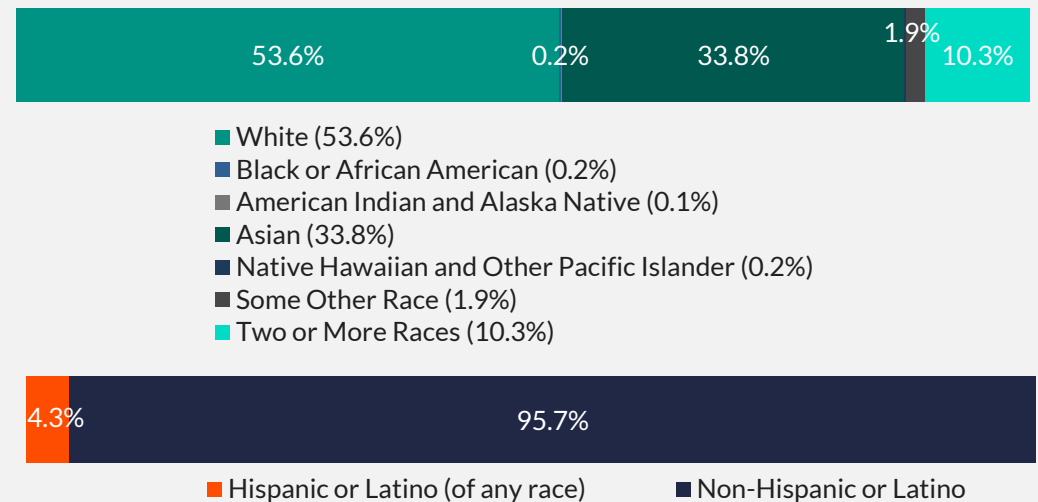 1.9%
53.6% 0.2% 33.8% 10.3%
White (53.6%)
Black or African American (0.2%)
American Indian and Alaska Native (0.1%)
Asian (33.8%)
Native Hawaiian and Other Pacific Islander (0.2%)
Some Other Race (1.9%)
Two or More Races (10.3%)
4.3% 95.7%
Hispanic or Latino (of any race) Non-Hispanic or Latino